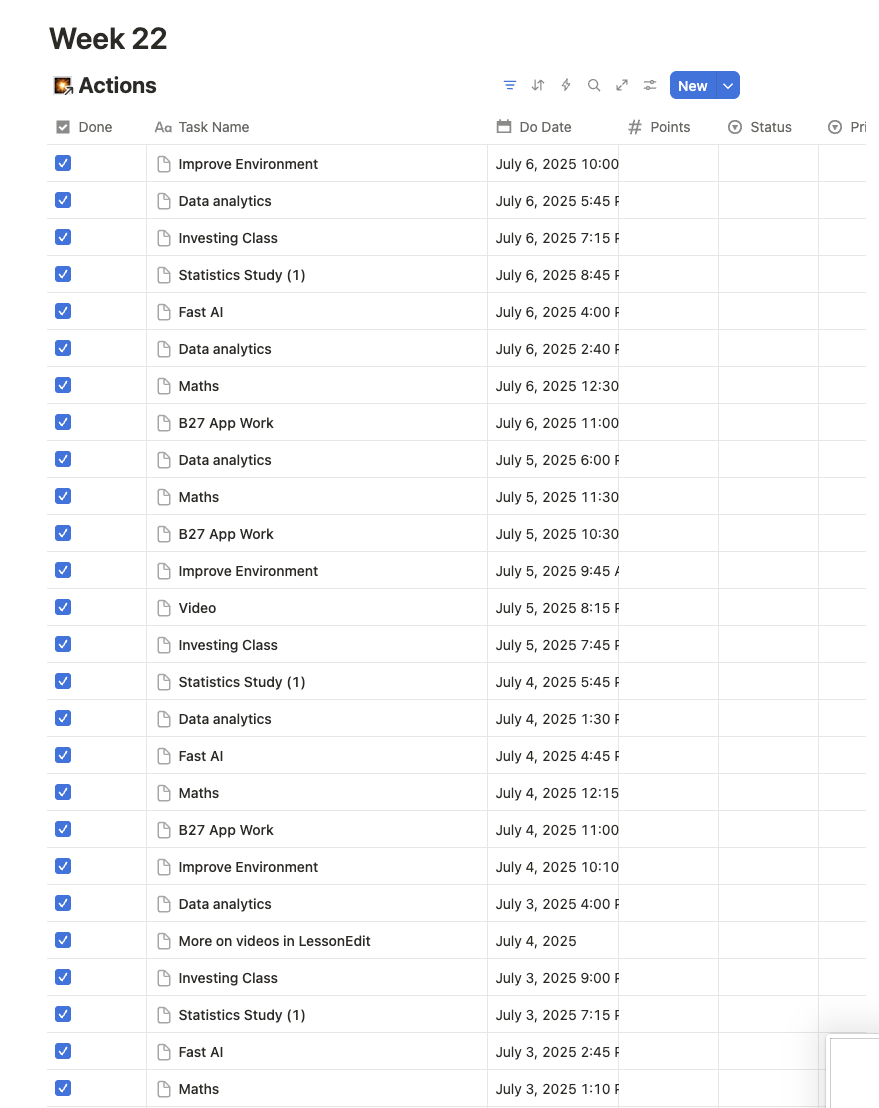 Week 22
Actions
New
Done Task Name Do Date Points Status Pri
Improve Environment July 6, 2025 10:00
Data analytics July 6, 2025 5:45 P
Investing Class July 6, 2025 7:15 P
Statistics Study (1) July 6, 2025 8:45 P
Fast AI July 6, 2025 4:00 P
Data analytics July 6, 2025 2:40 P
Maths July 6, 2025 12:30
B27 App Work July 6, 2025 11:00
Data analytics July 5, 2025 6:00 P
Maths July 5, 2025 11:30
B27 App Work July 5, 2025 10:30
Improve Environment July 5, 2025 9:45 A
Video July 5, 2025 8:15 P
Investing Class July 5, 2025 7:45 P
Statistics Study (1) July 4, 2025 5:45 P
Data analytics July 4, 2025 1:30 P
Fast AI July 4, 2025 4:45 P
Maths July 4, 2025 12:15
B27 App Work July 4, 2025 11:00
Improve Environment July 4, 2025 10:10
Data analytics July 3, 2025 4:00 P
More on videos in LessonEdit July 4, 2025
Investing Class July 3, 2025 9:00 P
Statistics Study (1) July 3, 2025 7:15 P
Fast AI July 3, 2025 2:45 P
Maths July 3, 2025 1:10 P